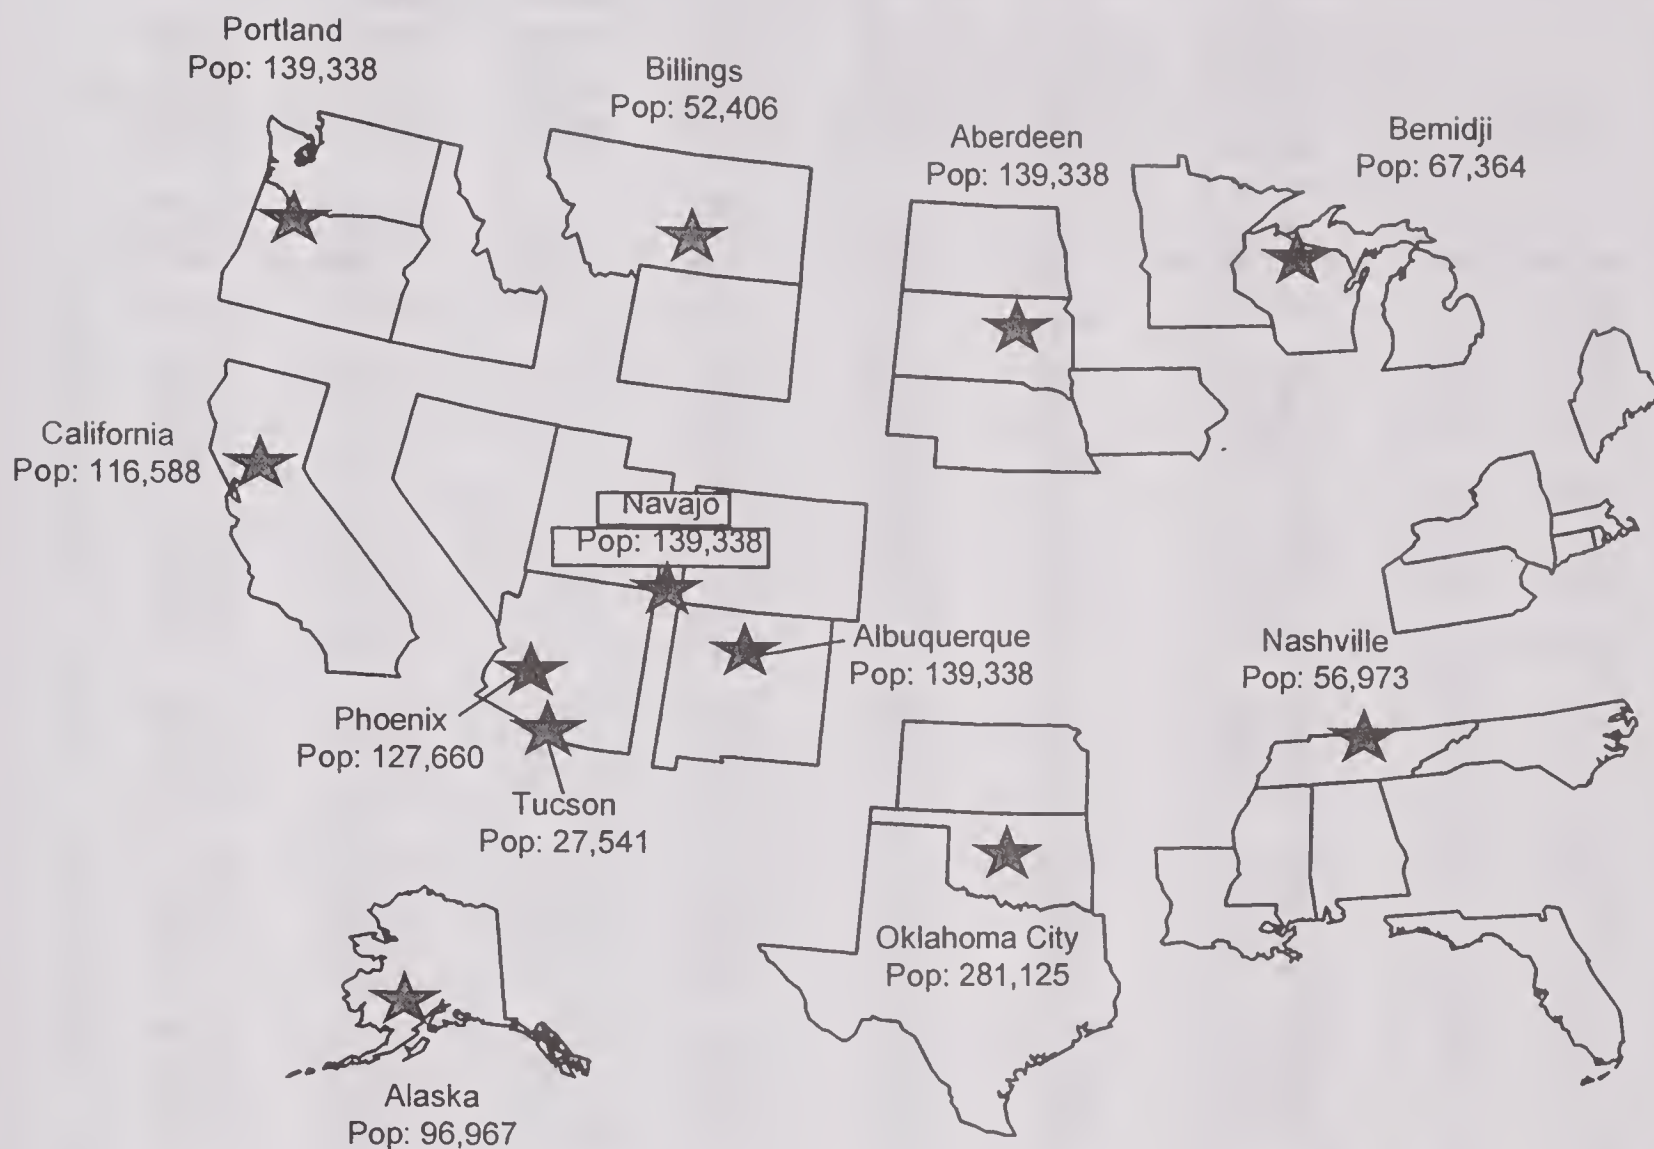 Portland
Pop: 139,338
Billings
Pop: 52,406
Aberdeen
Pop: 139,338
Bemidji
Pop: 67,364
California
Pop: 116,588
Navajo
Pop: 139,338
Albuquerque
Pop: 139,338
Nashville
Pop: 56,973
Phoenix
Pop: 127,660
Tucson
Pop: 27,541
Oklahoma City
Pop: 281,125
Alaska
Pop: 96,967